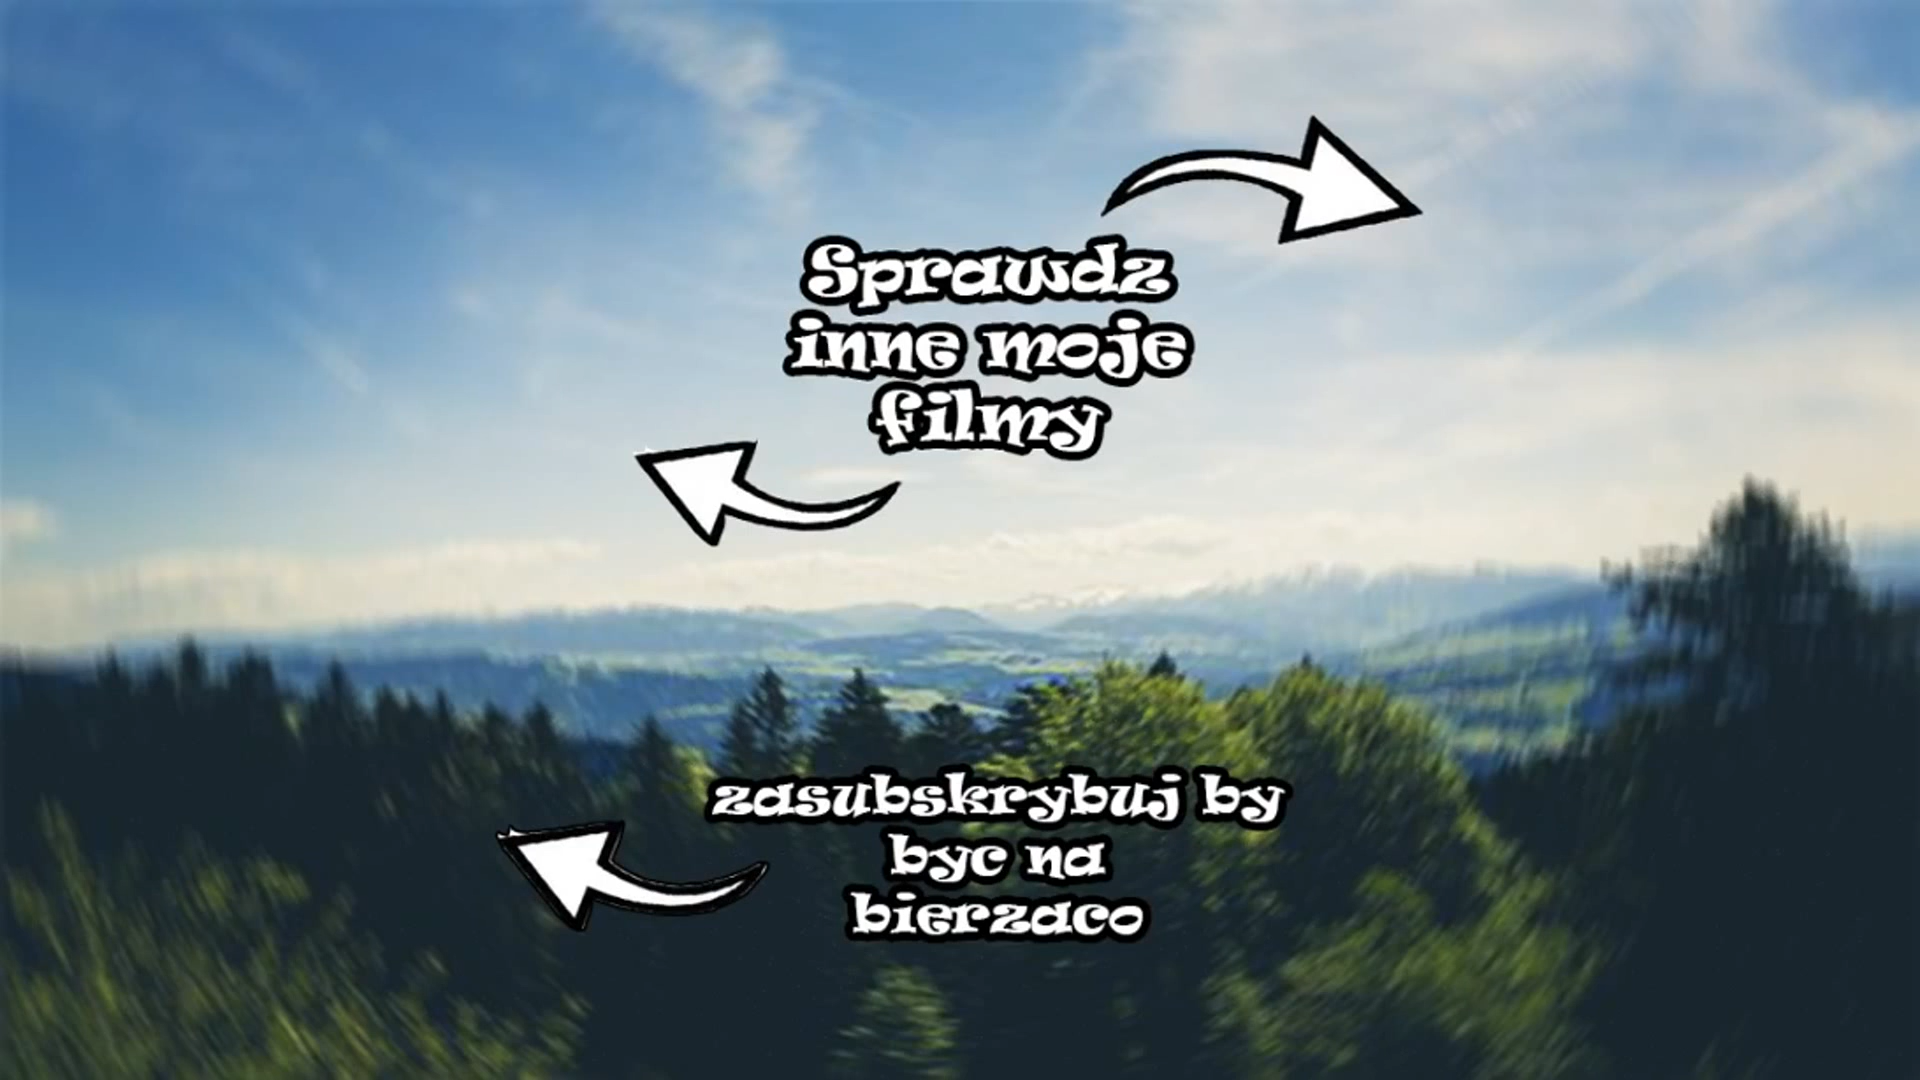 Sprawdz
inne moje
filmy
zasubskrybuj by
byc na
bierzaco